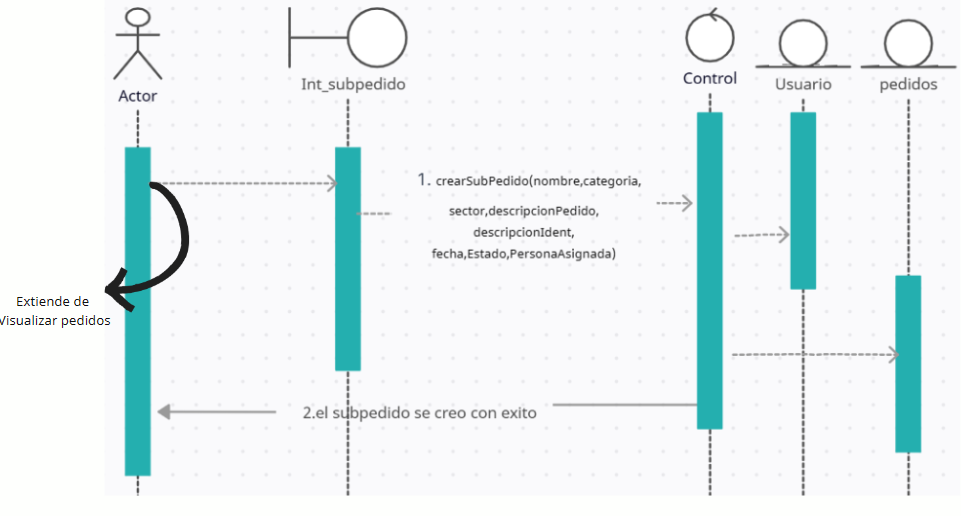 Actor
Int_subpedido
Control
Usuario
pedidos
1. crearSubPedido(nombre,categoria,
sector,descripcionPedido,
descripcionIdent,
fecha,Estado,PersonaAsignada)
Extiende de
Visualizar pedidos
2.el subpedido se creo con exito